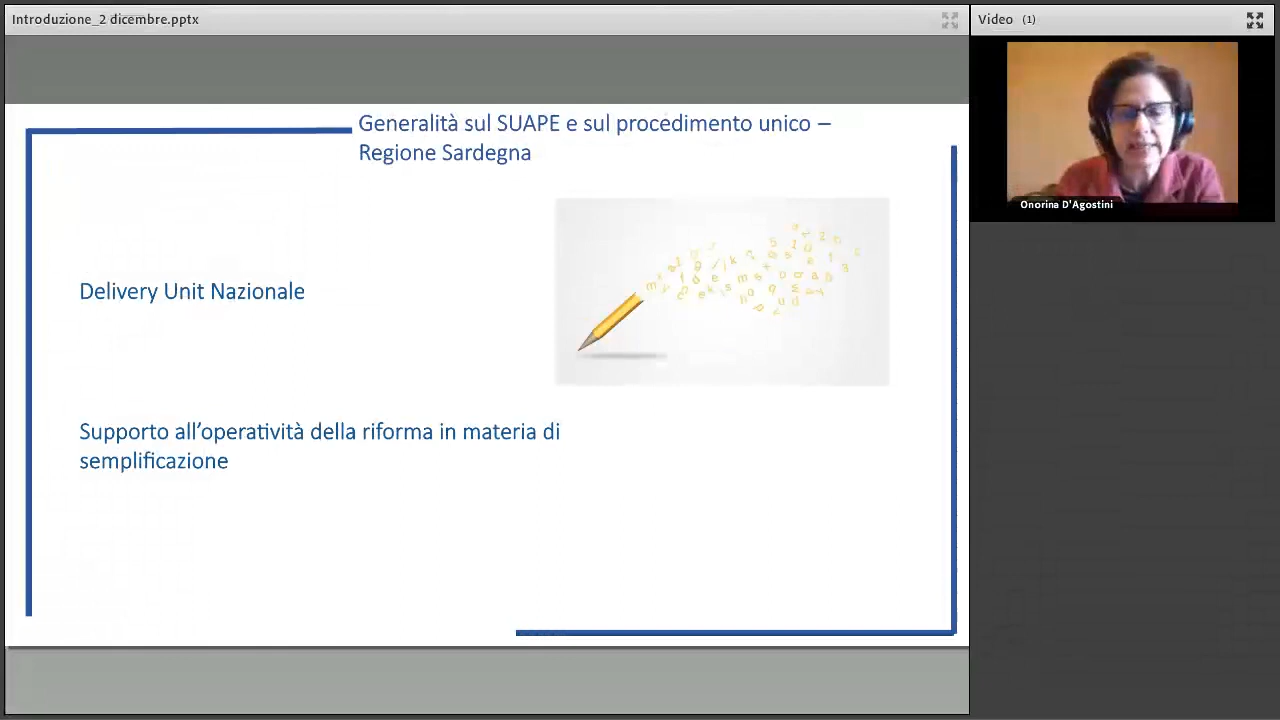 Introduzione_2 dicembre.pptx
Video (1)
Generalità sul SUAPE e sul procedimento unico –
Regione Sardegna
Onorina D'Agostini
Delivery Unit Nazionale
Supporto all’operatività della riforma in materia di
semplificazione